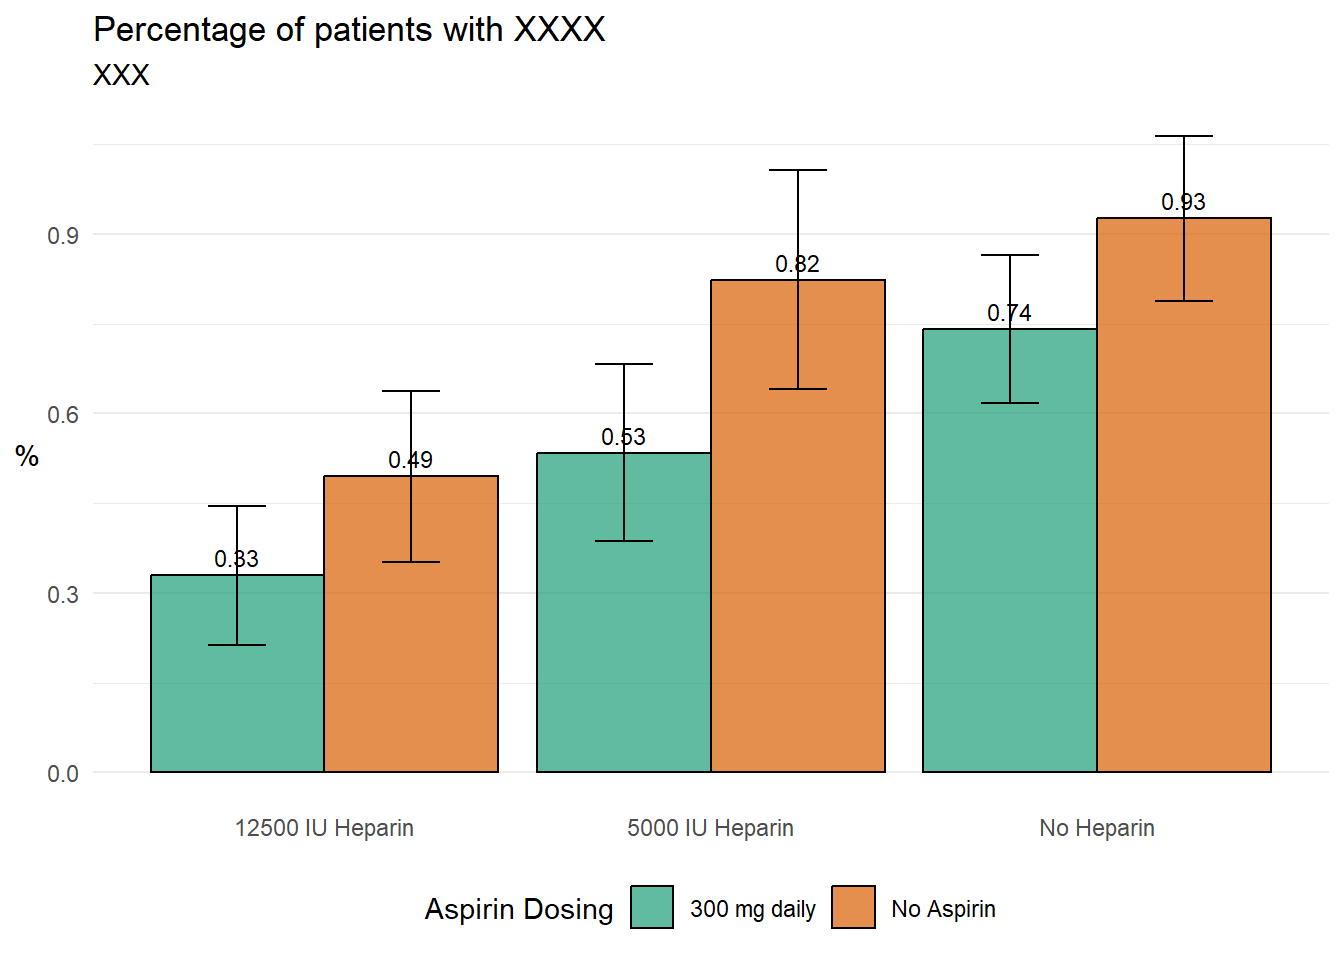 Percentage of patients with XXXX
XXX
0.93
0.9
0.82
0.74
0.6
0.53
%
0.49
0.33
0.3
0.0
12500 IU Heparin 5000 IU Heparin No Heparin
Aspirin Dosing 300 mg daily No Aspirin